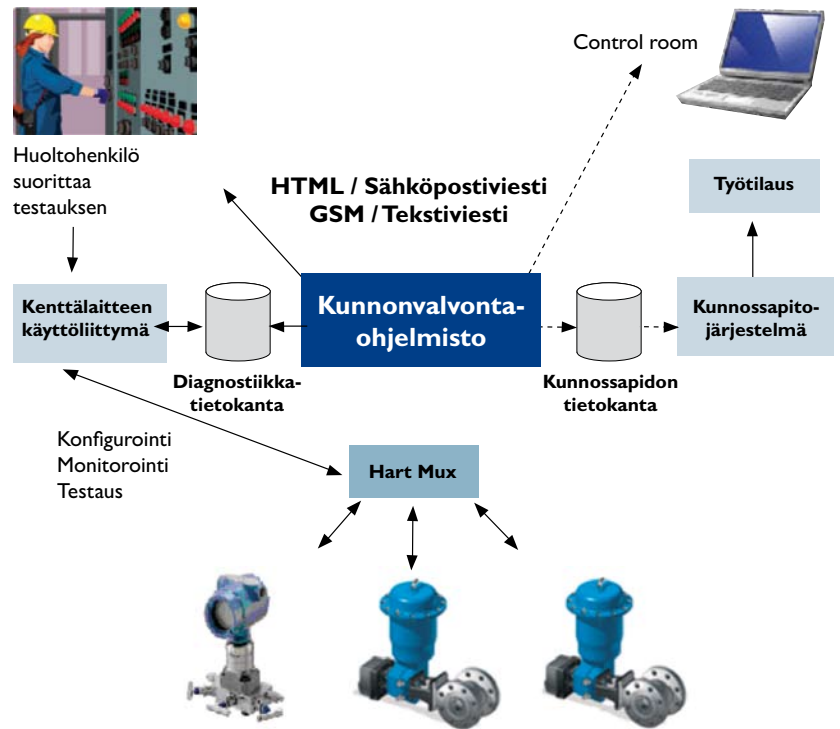 Control room
Huoltohenkilö
suorittaa
testauksen
HTML / Sähköpostiviesti
GSM / Tekstiviesti
Työtilaus
Kenttälaitteen
käyttöliittymä
Kunnonvalvonta-
ohjelmisto
Kunnossapito-
järjestelmä
Diagnostiikka-
tietokanta
Kunnossapidon
tietokanta
Konfigurointi
Monitorointi
Testaus
Hart Mux